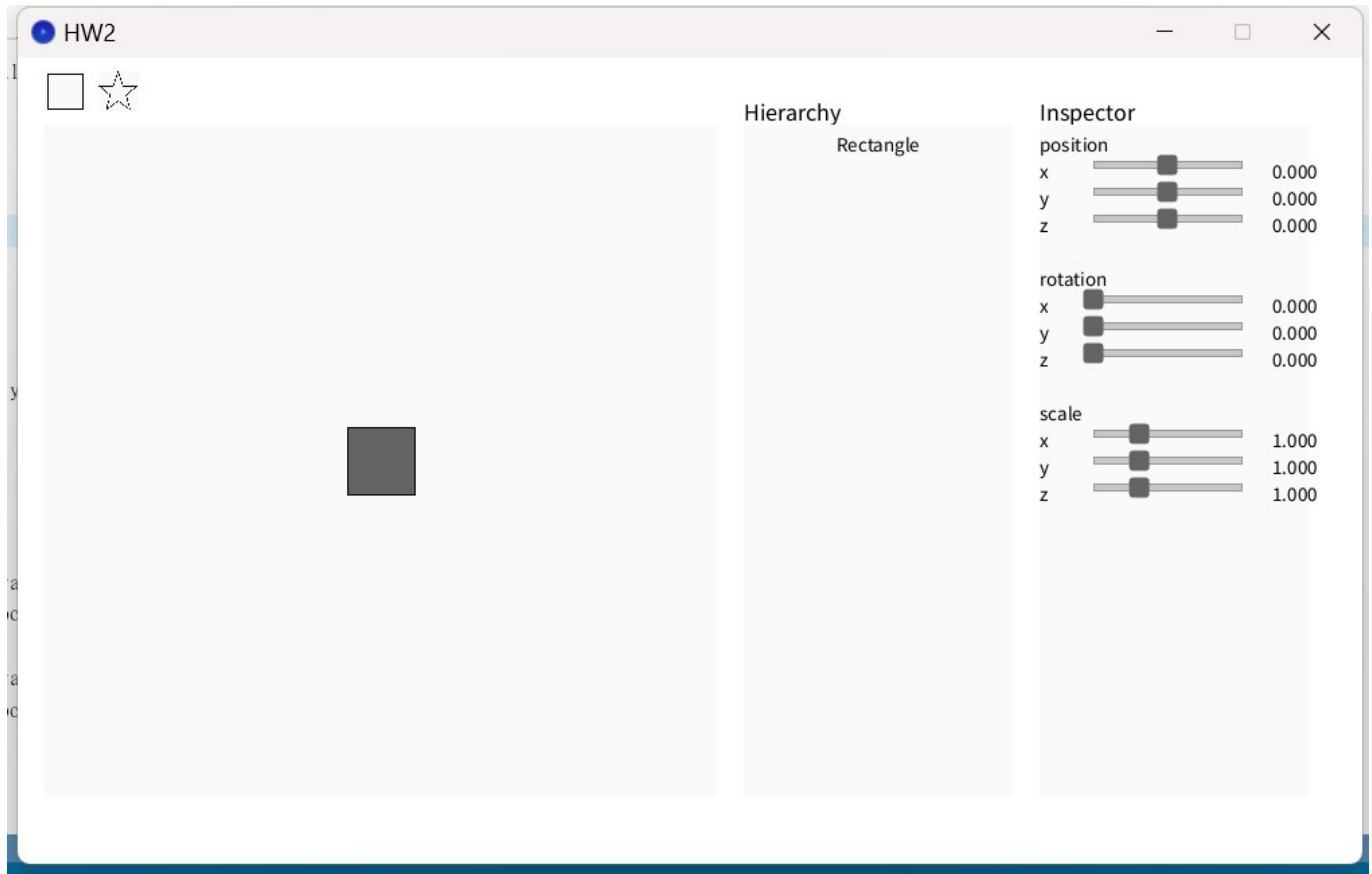 HW2
Hierarchy
Rectangle
Inspector
position
x 0.000
y 0.000
z 0.000
rotation
x 0.000
y 0.000
z 0.000
scale
x 1.000
y 1.000
z 1.000